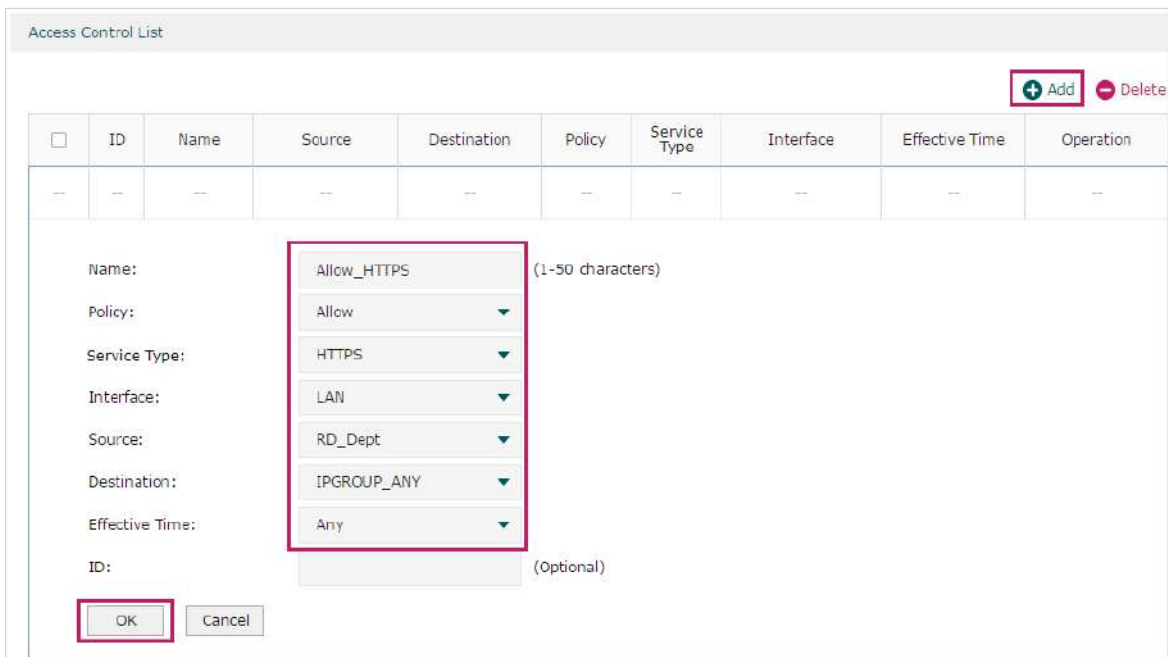 Access Control List
Add Delete
ID Name Source Destination Policy Service Type Interface Effective Time Operation
-- -- -- -- -- -- -- -- -- --
Name: Allow_HTTPS (1-50 characters)
Policy: Allow
Service Type: HTTPS
Interface: LAN
Source: RD_Dept
Destination: IPGROUP_ANY
Effective Time: Any
ID: (Optional)
OK Cancel